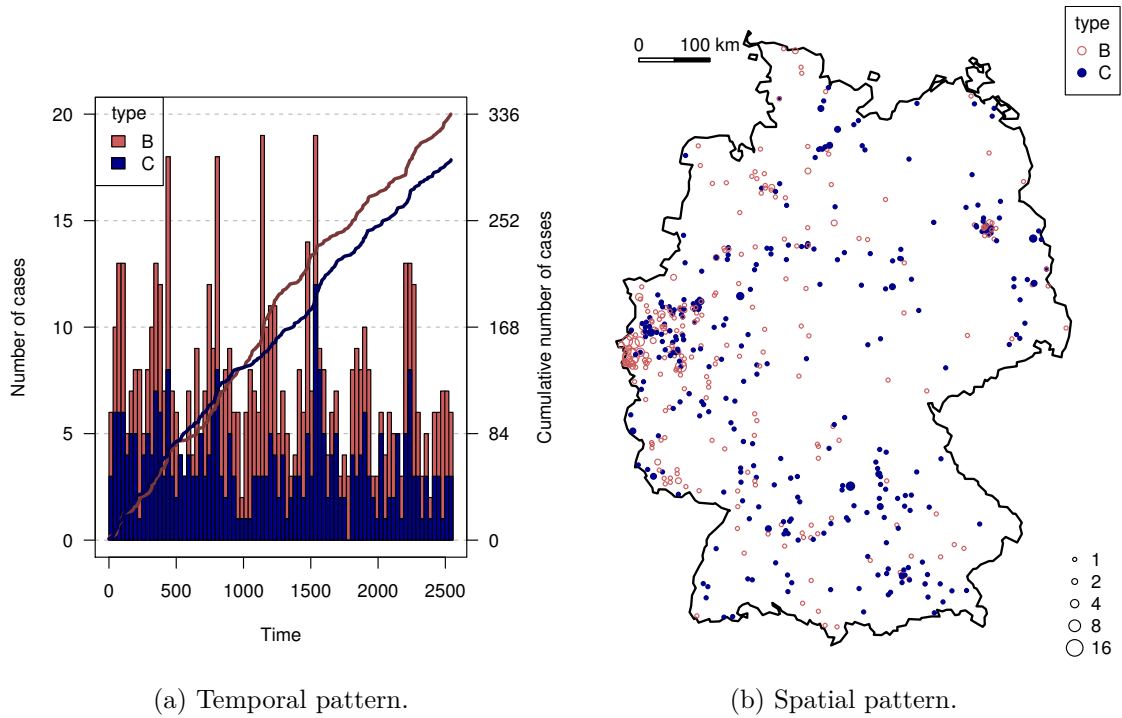 type
B
C
Number of cases
20
15
10
5
0
336
252
168
84
0
Cumulative number of cases
0 500 1000 1500 2000 2500
Time
(a) Temporal pattern.
0 100 km
type
B
C
1
2
4
8
16
(b) Spatial pattern.